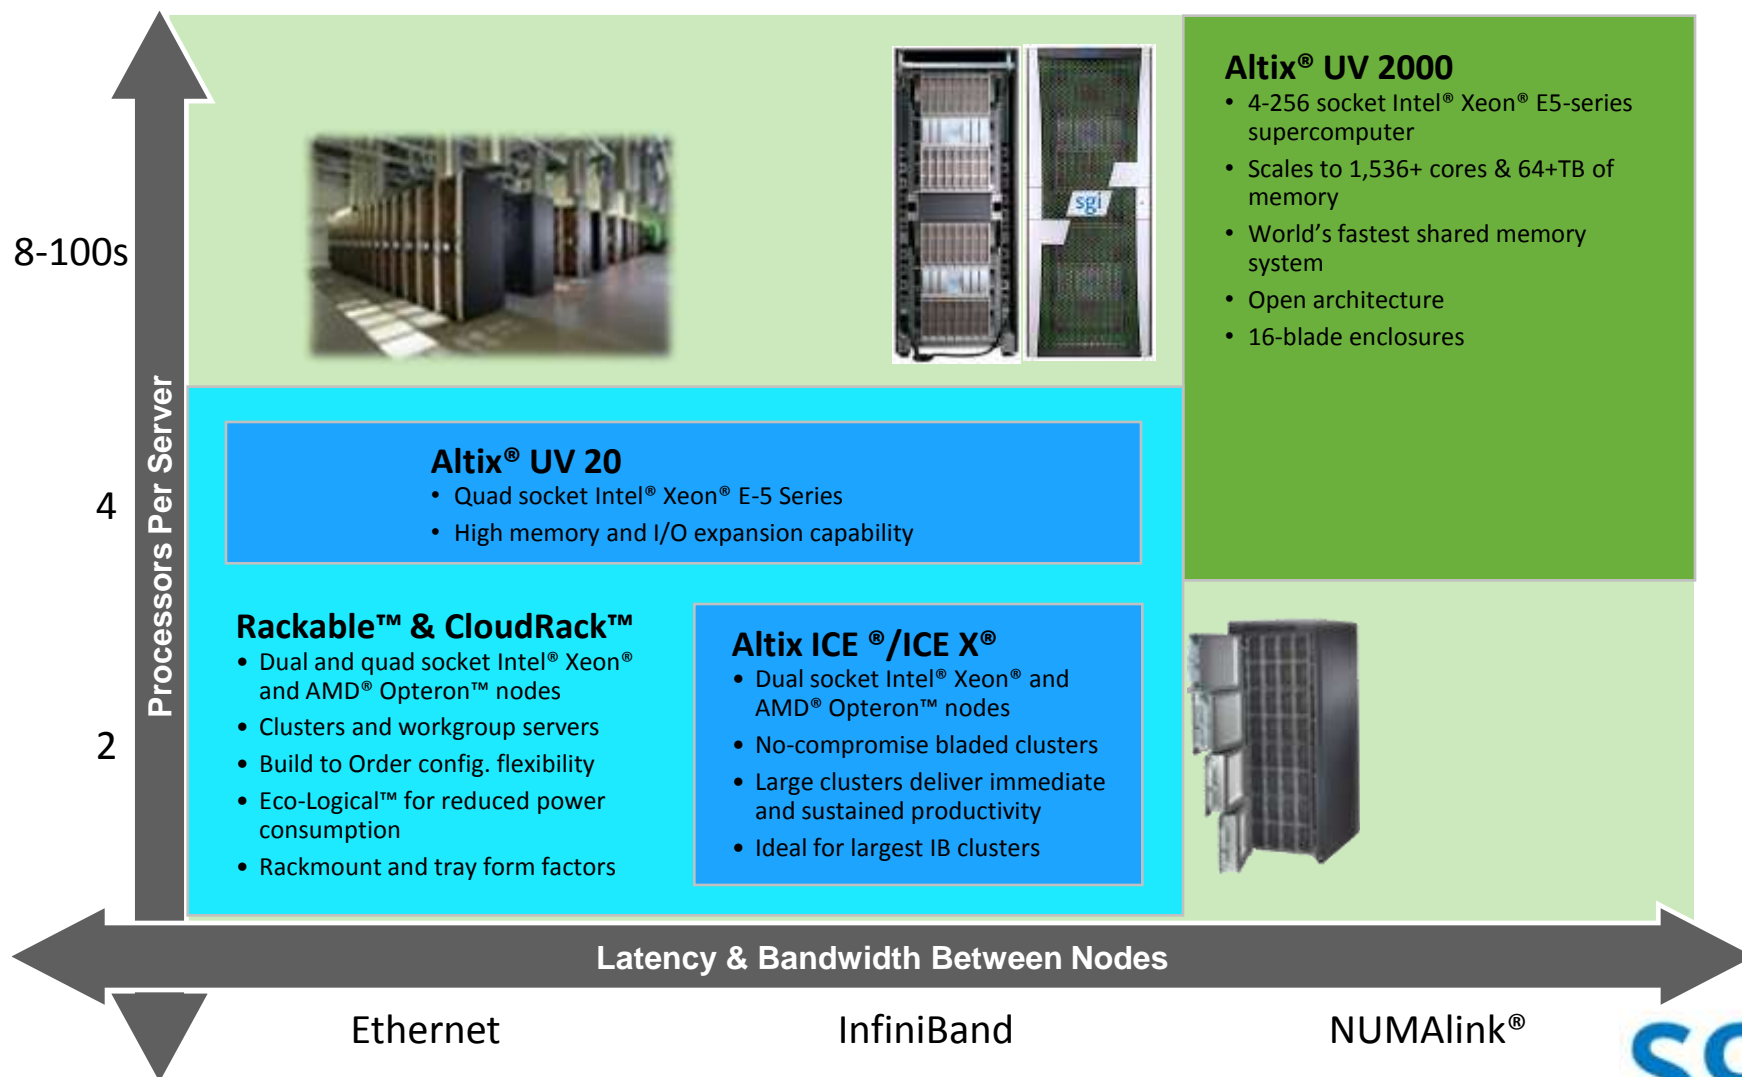 Altix® UV 2000
• 4-256 socket Intel® Xeon® E5-series
supercomputer
• Scales to 1,536+ cores & 64+TB of
memory
• World's fastest shared memory
system
• Open architecture
• 16-blade enclosures
sgi
8-100s
4
2
Processors Per Server
Altix® UV 20
• Quad socket Intel® Xeon® E-5 Series
• High memory and I/O expansion capability
Rackable™ & CloudRack™
• Dual and quad socket Intel® Xeon®
and AMD® Opteron™ nodes
• Clusters and workgroup servers
• Build to Order config. flexibility
• Eco-Logical™ for reduced power
consumption
• Rackmount and tray form factors
Altix ICE ®/ICE X®
• Dual socket Intel® Xeon® and
AMD® Opteron™ nodes
• No-compromise bladed clusters
• Large clusters deliver immediate
and sustained productivity
• Ideal for largest IB clusters
Latency & Bandwidth Between Nodes
Ethernet
InfiniBand
NUMAlink®